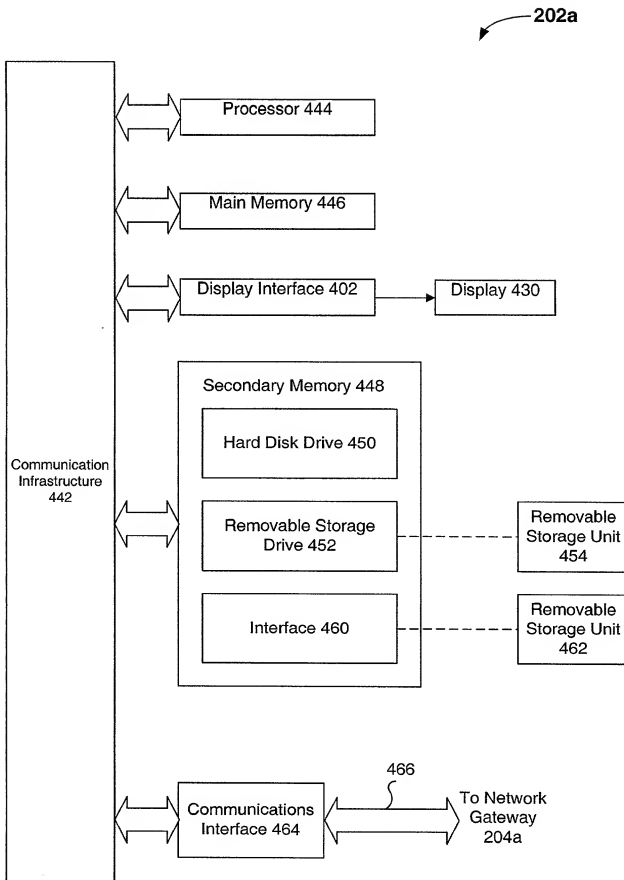 202a
Processor 444
Main Memory 446
Display Interface 402
Display 430
Secondary Memory 448
Hard Disk Drive 450
Communication
Infrastructure
442
Removable Storage
Drive 452
Removable
Storage Unit
454
Interface 460
Removable
Storage Unit
462
466
Communications
Interface 464
To Network
Gateway
204a